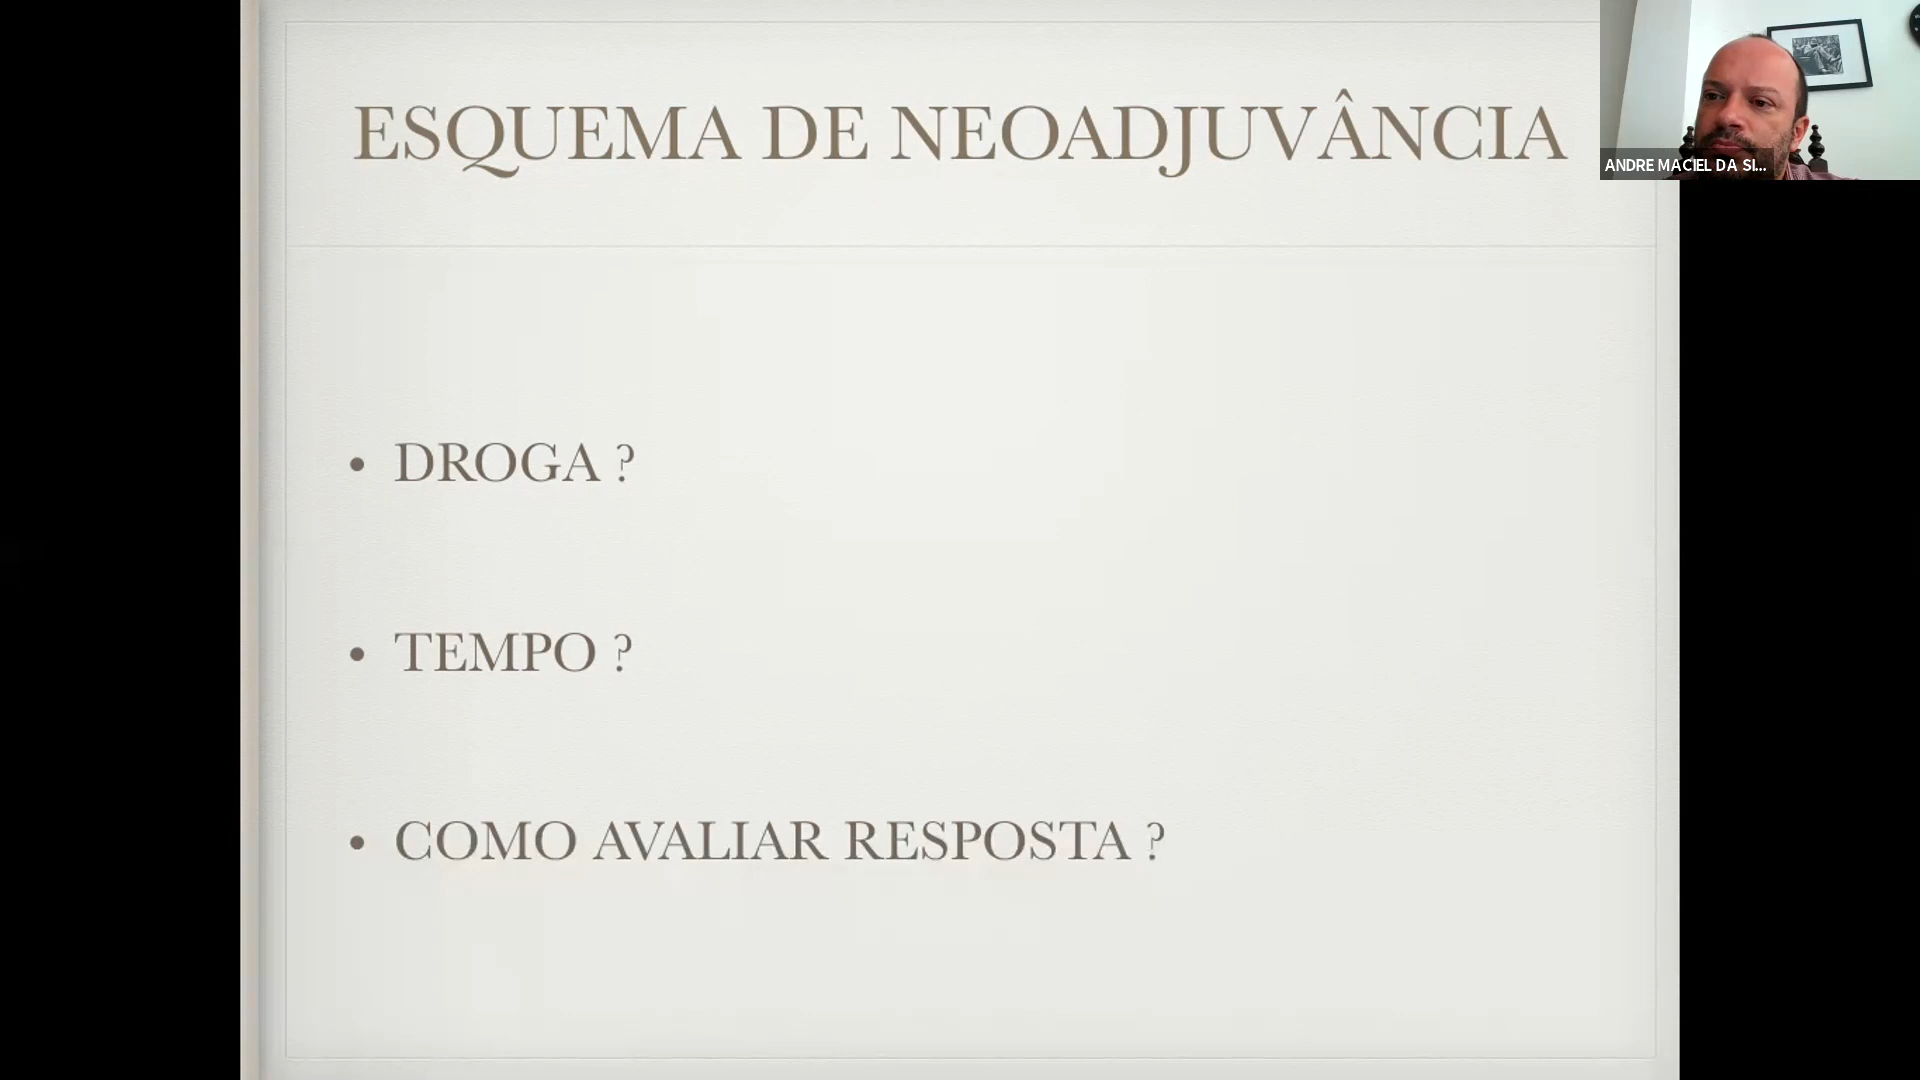 ESQUEMA DE NEOADJUVÂNCIA
ANDRE MACIEL DA SI...
• DROGA ?
• TEMPO ?
• COMO AVALIAR RESPOSTA ?